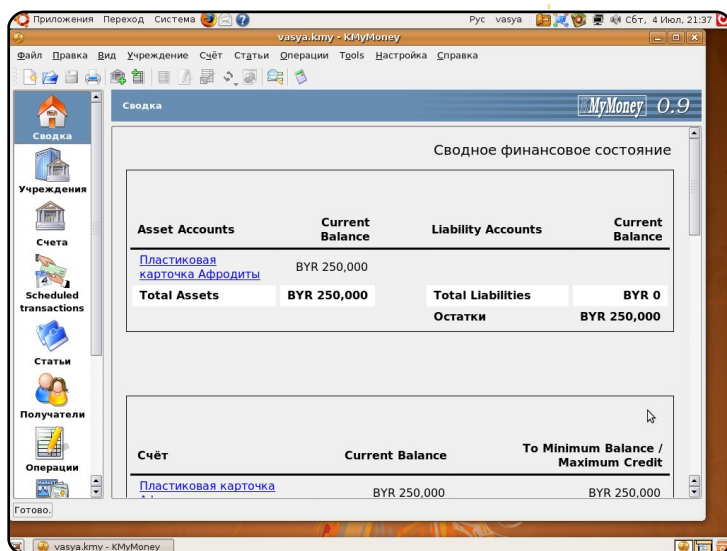 Приложения Переход Система Рус vasya Сбт, 4 Июл, 21:37
vasya.kmy - KMyMoney
Файл Правка Вид Учреждение Счёт Статьи Операции Tools Настройка Справка
Сводка MyMoney 0.9
Сводка
Учреждения
Счета
Scheduled
transactions
Статьи
Получатели
Операции
Сводное финансовое состояние
Asset Accounts Current Balance Liability Accounts Current Balance
Пластиковая
карточка Афродиты BYR 250,000
Total Assets BYR 250,000 Total Liabilities BYR 0
Остатки BYR 250,000
Счёт Current Balance To Minimum Balance /
Maximum Credit
Пластиковая карточка BYR 250,000 BYR 250,000
Готово.
vasya.kmy - KMyMoney